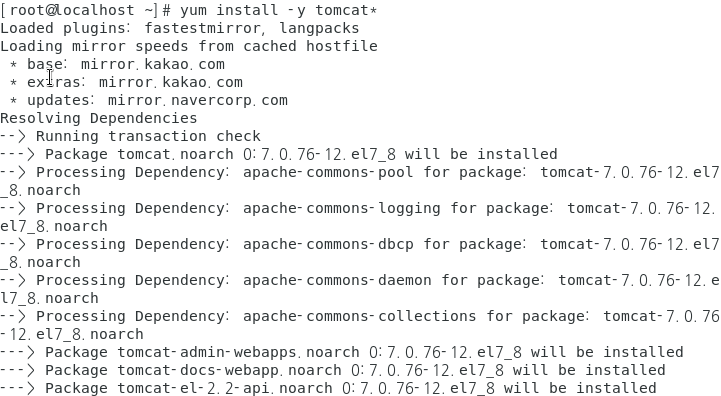 [root@localhost ~]# yum install -y tomcat*
Loaded plugins: fastestmirror, langpacks
Loading mirror speeds from cached hostfile
 * base: mirror.kakao.com
 * extras: mirror.kakao.com
 * updates: mirror.navercorp.com
Resolving Dependencies
--> Running transaction check
---> Package tomcat.noarch 0:7.0.76-12.el7_8 will be installed
--> Processing Dependency: apache-commons-pool for package: tomcat-7.0.76-12.el7
_8.noarch
--> Processing Dependency: apache-commons-logging for package: tomcat-7.0.76-12.
el7_8.noarch
--> Processing Dependency: apache-commons-dbcp for package: tomcat-7.0.76-12.el7
_8.noarch
--> Processing Dependency: apache-commons-daemon for package: tomcat-7.0.76-12.e
l7_8.noarch
--> Processing Dependency: apache-commons-collections for package: tomcat-7.0.76
-12.el7_8.noarch
---> Package tomcat-admin-webapps.noarch 0:7.0.76-12.el7_8 will be installed
---> Package tomcat-docs-webapp.noarch 0:7.0.76-12.el7_8 will be installed
---> Package tomcat-el-2.2-api.noarch 0:7.0.76-12.el7_8 will be installed